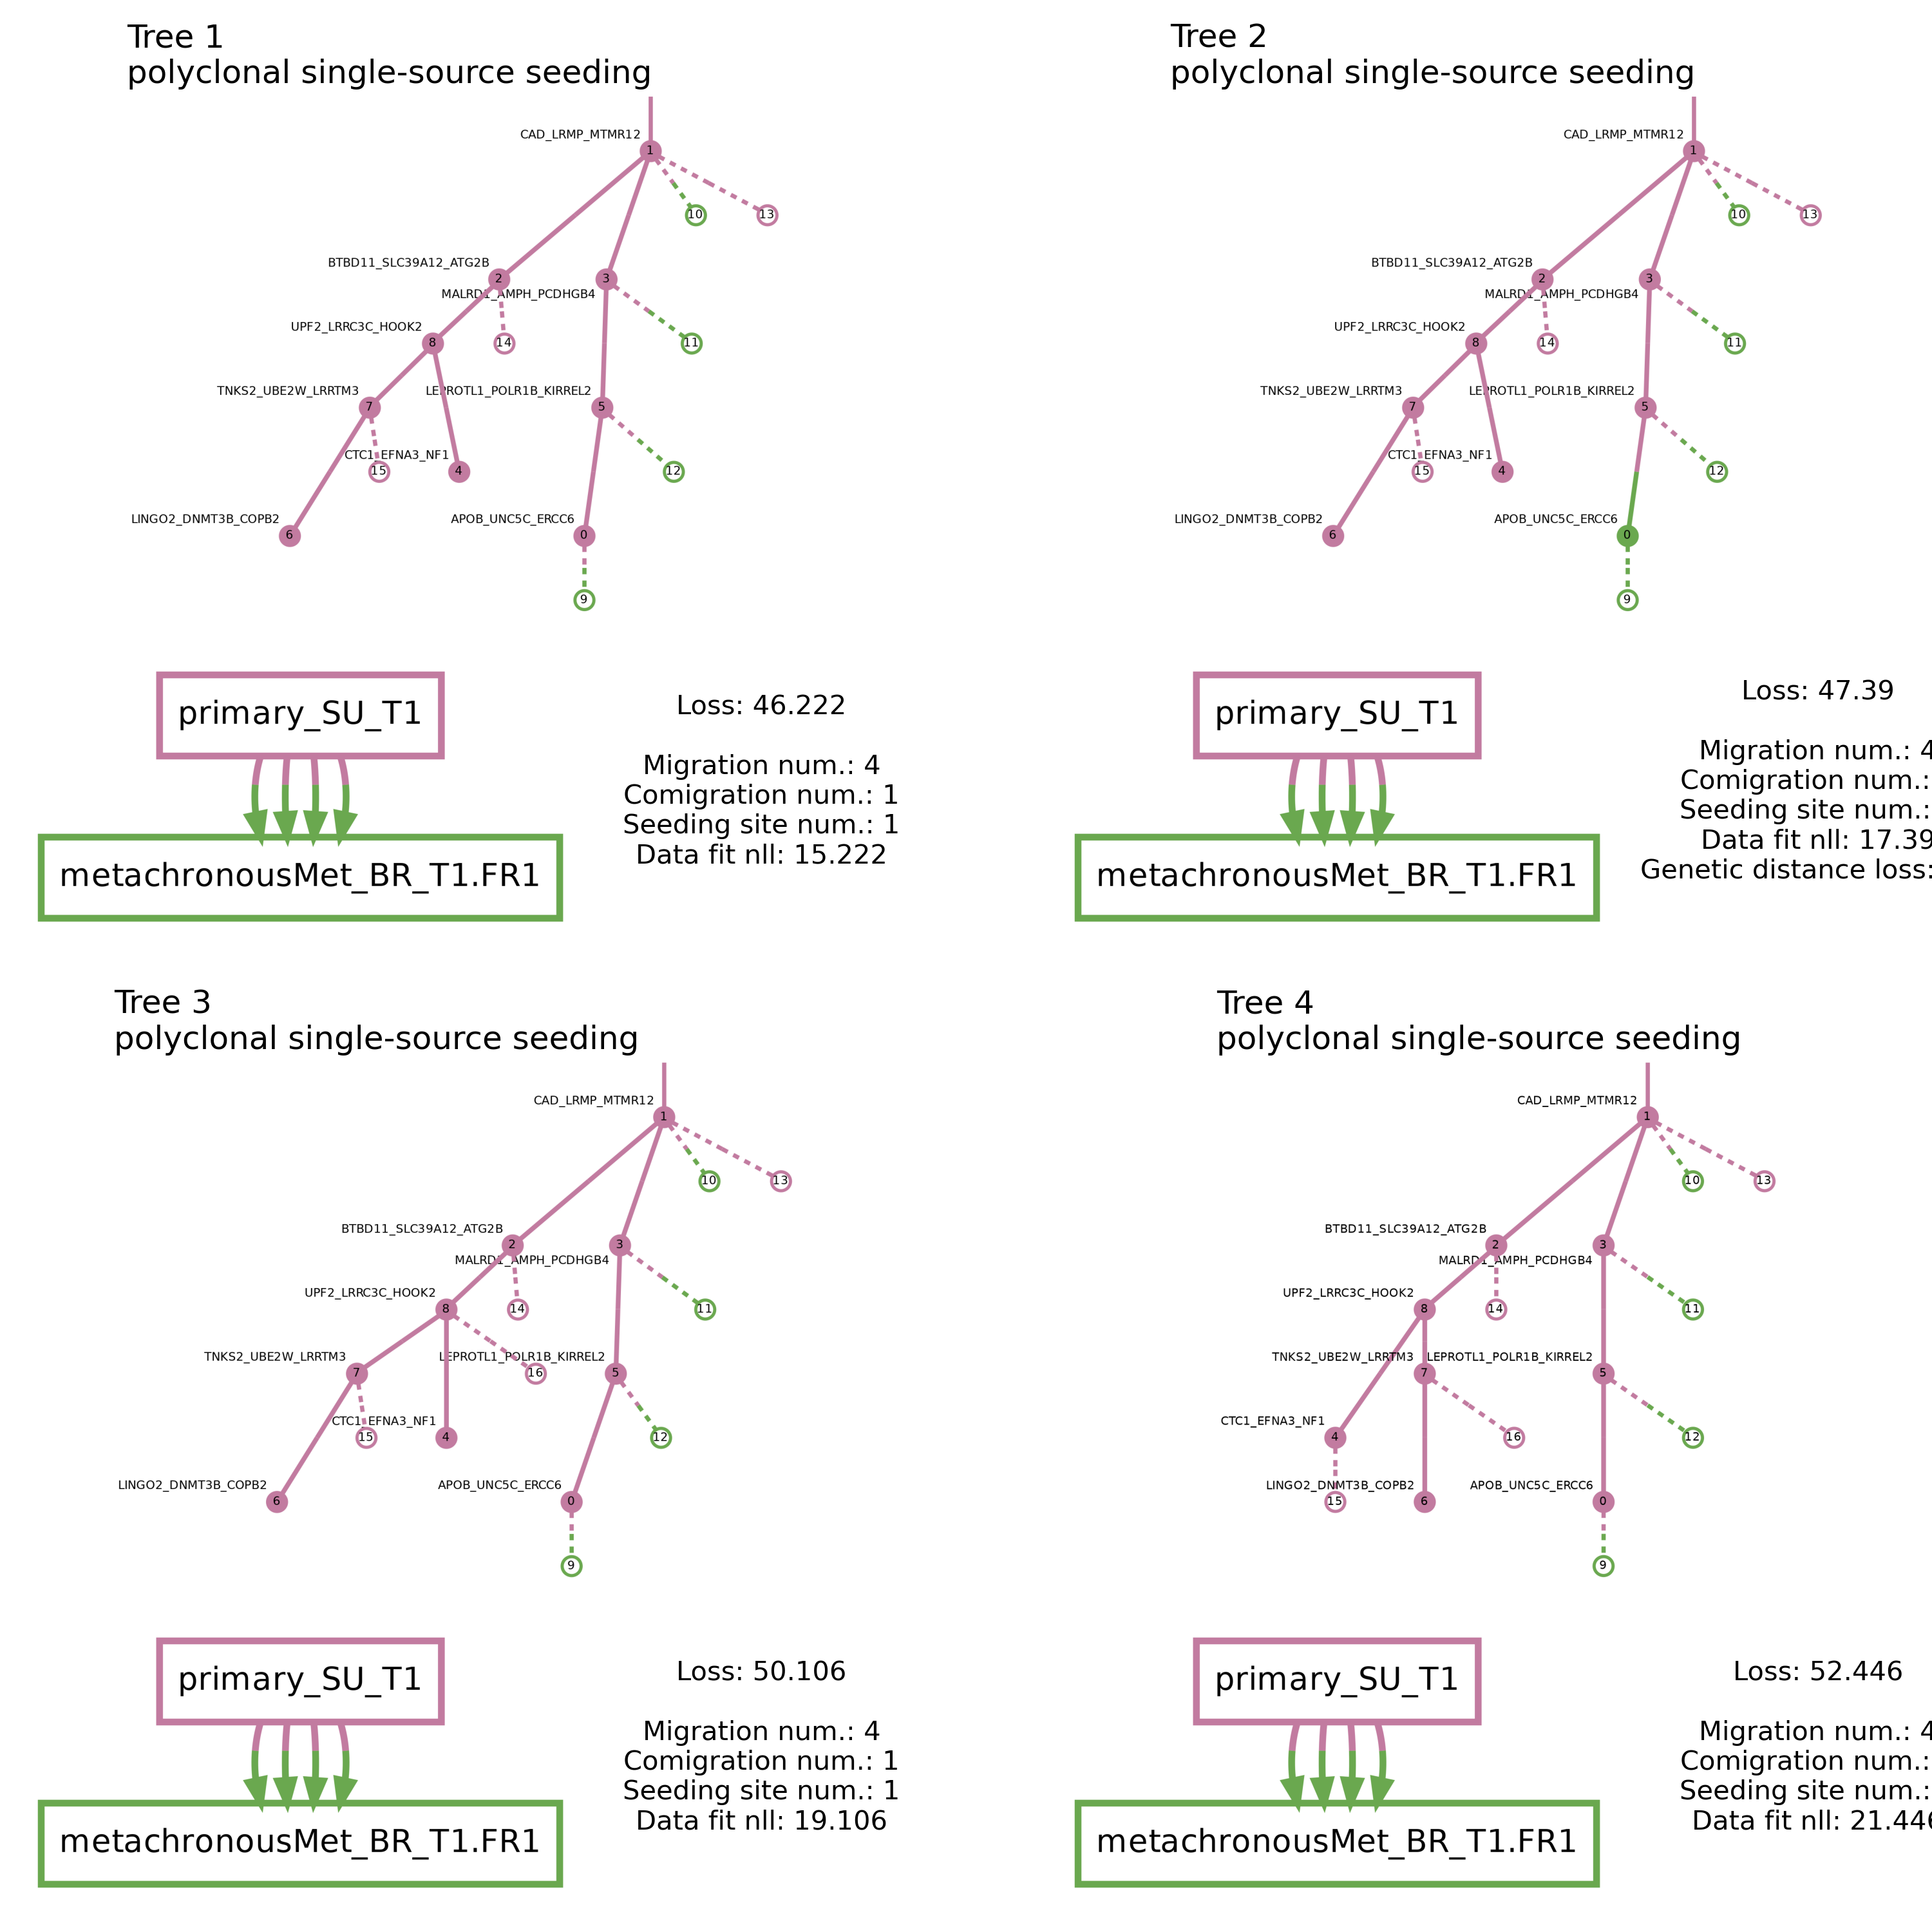 Tree 1
polyclonal single-source seeding
CAD_LRMP_MTMR12
1
10
13
BTBD11_SLC39A12_ATG2B
2
3
MALRD1_AMPH_PCDHGB4
UPF2_LRRC3C_HOOK2
8
14
11
TNKS2_UBE2W_LRRTM3
LEPROTL1_POLR1B_KIRREL2
7
5
CTC1_EFNA3_NF1
15
4
12
LINGO2_DNMT3B_COPB2
APOB_UNC5C_ERCC6
6
0
9
primary_SU_T1
metachronousMet_BR_T1.FR1
Loss: 46.222
Migration num.: 4
Comigration num.: 1
Seeding site num.: 1
Data fit nll: 15.222
Tree 2
polyclonal single-source seeding
CAD_LRMP_MTMR12
1
10
13
BTBD11_SLC39A12_ATG2B
2
3
MALRD1_AMPH_PCDHGB4
UPF2_LRRC3C_HOOK2
8
14
11
TNKS2_UBE2W_LRRTM3
LEPROTL1_POLR1B_KIRREL2
7
5
CTC1_EFNA3_NF1
15
4
12
LINGO2_DNMT3B_COPB2
APOB_UNC5C_ERCC6
6
0
9
primary_SU_T1
metachronousMet_BR_T1.FR1
Loss: 47.39
Migration num.: 4
Comigration num.:
Seeding site num.:
Data fit nll: 17.39
Genetic distance loss:
Tree 3
polyclonal single-source seeding
CAD_LRMP_MTMR12
1
10
13
BTBD11_SLC39A12_ATG2B
2
3
MALRD1_AMPH_PCDHGB4
UPF2_LRRC3C_HOOK2
8
14
11
TNKS2_UBE2W_LRRTM3
LEPROTL1_POLR1B_KIRREL2
7
16
5
CTC1_EFNA3_NF1
15
4
12
LINGO2_DNMT3B_COPB2
APOB_UNC5C_ERCC6
6
0
9
primary_SU_T1
metachronousMet_BR_T1.FR1
Loss: 50.106
Migration num.: 4
Comigration num.: 1
Seeding site num.: 1
Data fit nll: 19.106
Tree 4
polyclonal single-source seeding
CAD_LRMP_MTMR12
1
10
13
BTBD11_SLC39A12_ATG2B
2
3
MALRD1_AMPH_PCDHGB4
UPF2_LRRC3C_HOOK2
8
14
11
TNKS2_UBE2W_LRRTM3
LEPROTL1_POLR1B_KIRREL2
7
5
CTC1_EFNA3_NF1
4
16
12
LINGO2_DNMT3B_COPB2
APOB_UNC5C_ERCC6
15
6
0
9
primary_SU_T1
metachronousMet_BR_T1.FR1
Loss: 52.446
Migration num.: 4
Comigration num.:
Seeding site num.:
Data fit nll: 21.446